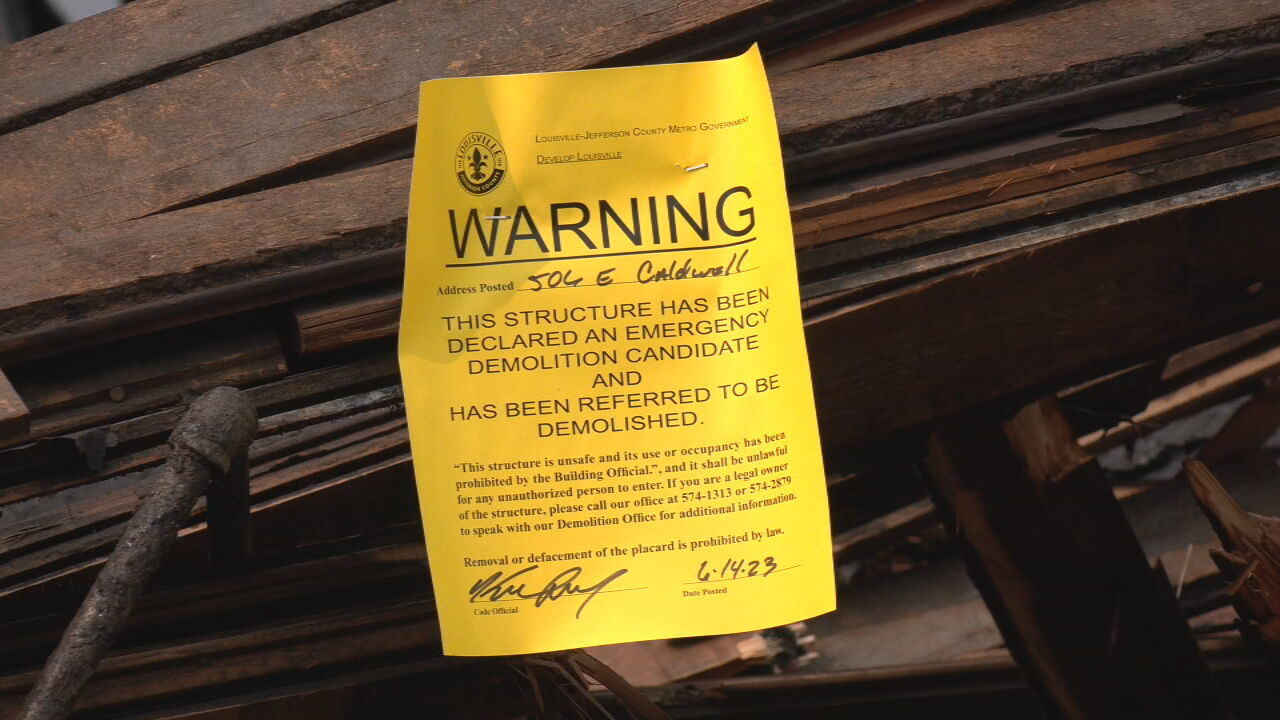 LOUISVILLE
JEFFERSON COUNTY
LOUISVILLE-JEFFERSON COUNTY METRO GOVERNMENT
DEVELOP LOUISVILLE
WARNING
Address Posted 506 E Caldwell
THIS STRUCTURE HAS BEEN
DECLARED AN EMERGENCY
DEMOLITION CANDIDATE
AND
HAS BEEN REFERRED TO BE
DEMOLISHED.
“This structure is unsafe and its use or occupancy has been
prohibited by the Building Official.”, and it shall be unlawful
for any unauthorized person to enter. If you are a legal owner
of the structure, please call our office at 574-1313 or 574-2879
to speak with our Demolition Office for additional information.
Removal or defacement of the placard is prohibited by law.
6-14-23
Code Official
Date Posted